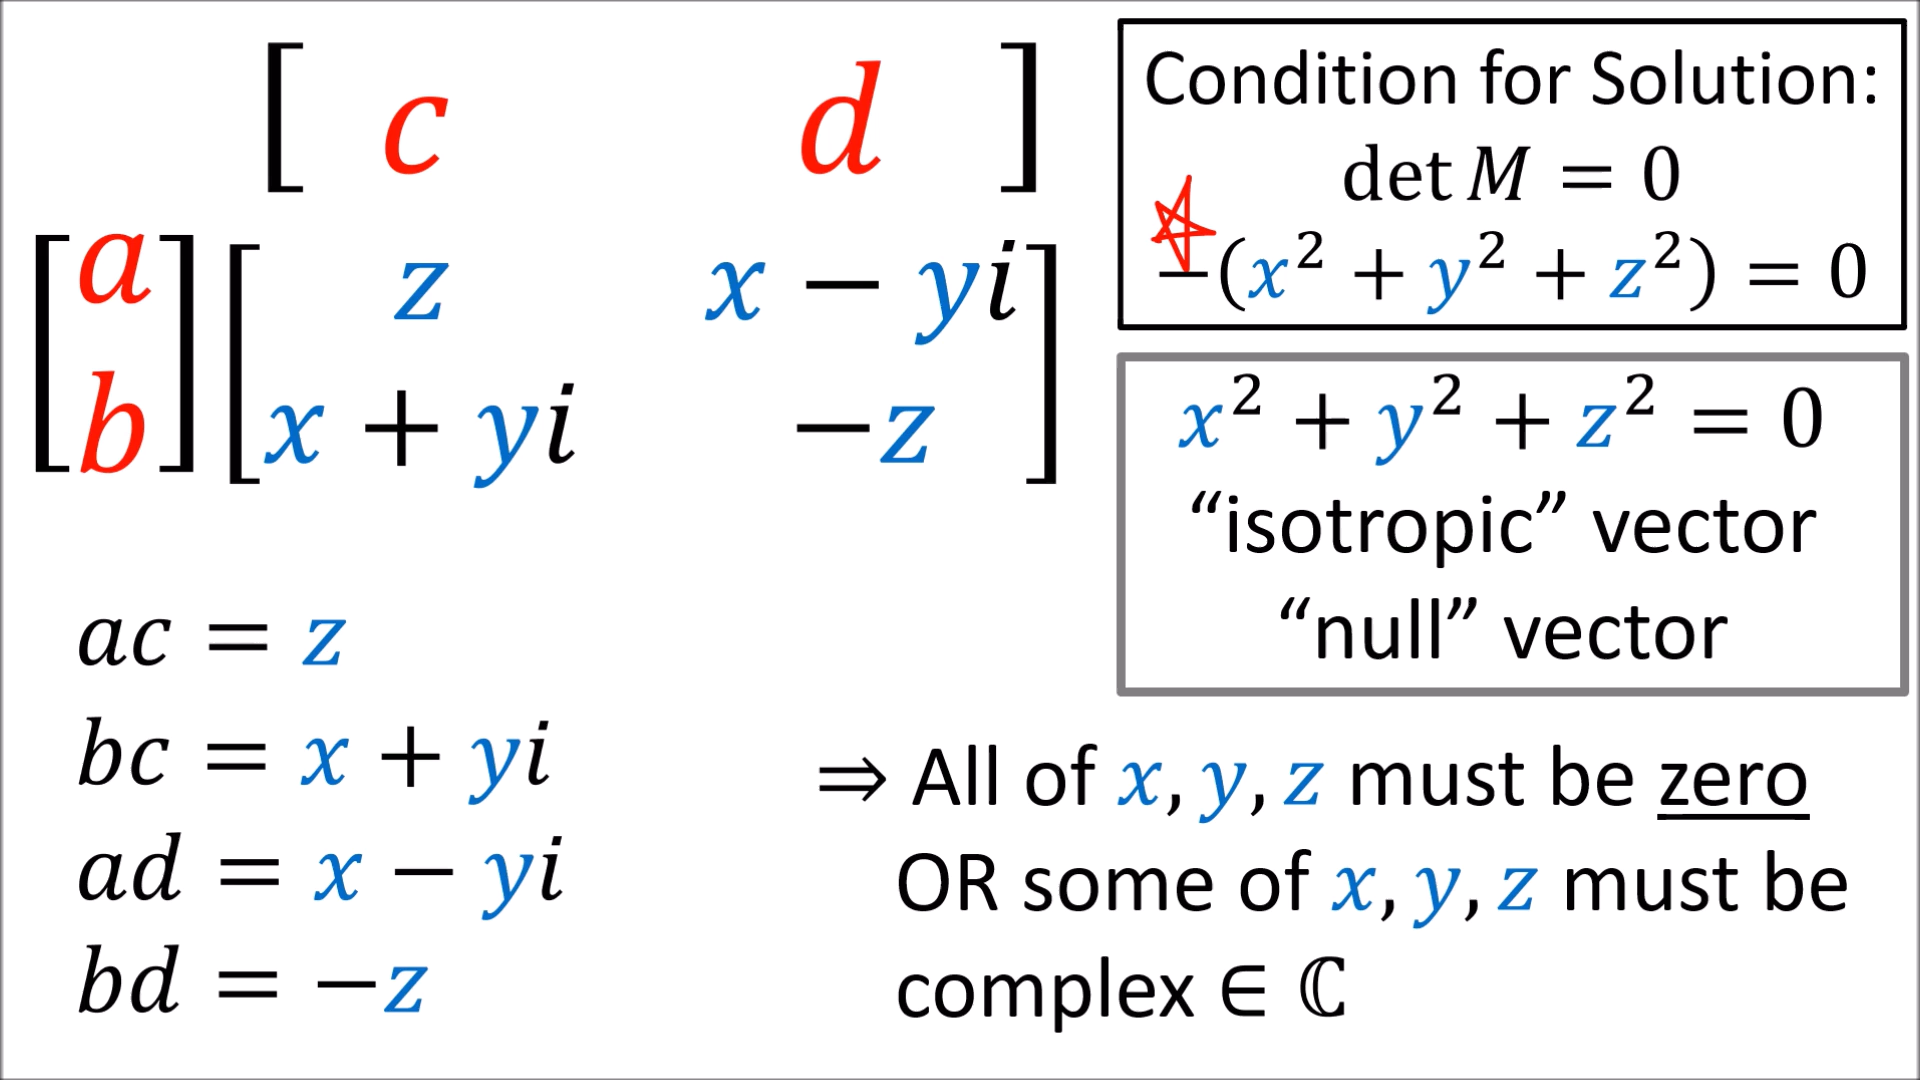 [ c d ]
[a b] [z x − yi
x + yi −z]
ac = z
bc = x + yi
ad = x − yi
bd = −z
Condition for Solution:
det M = 0
−(x² + y² + z²) = 0
x² + y² + z² = 0
“isotropic” vector
“null” vector
⇒ All of x, y, z must be zero
OR some of x, y, z must be
complex ∈ ℂ